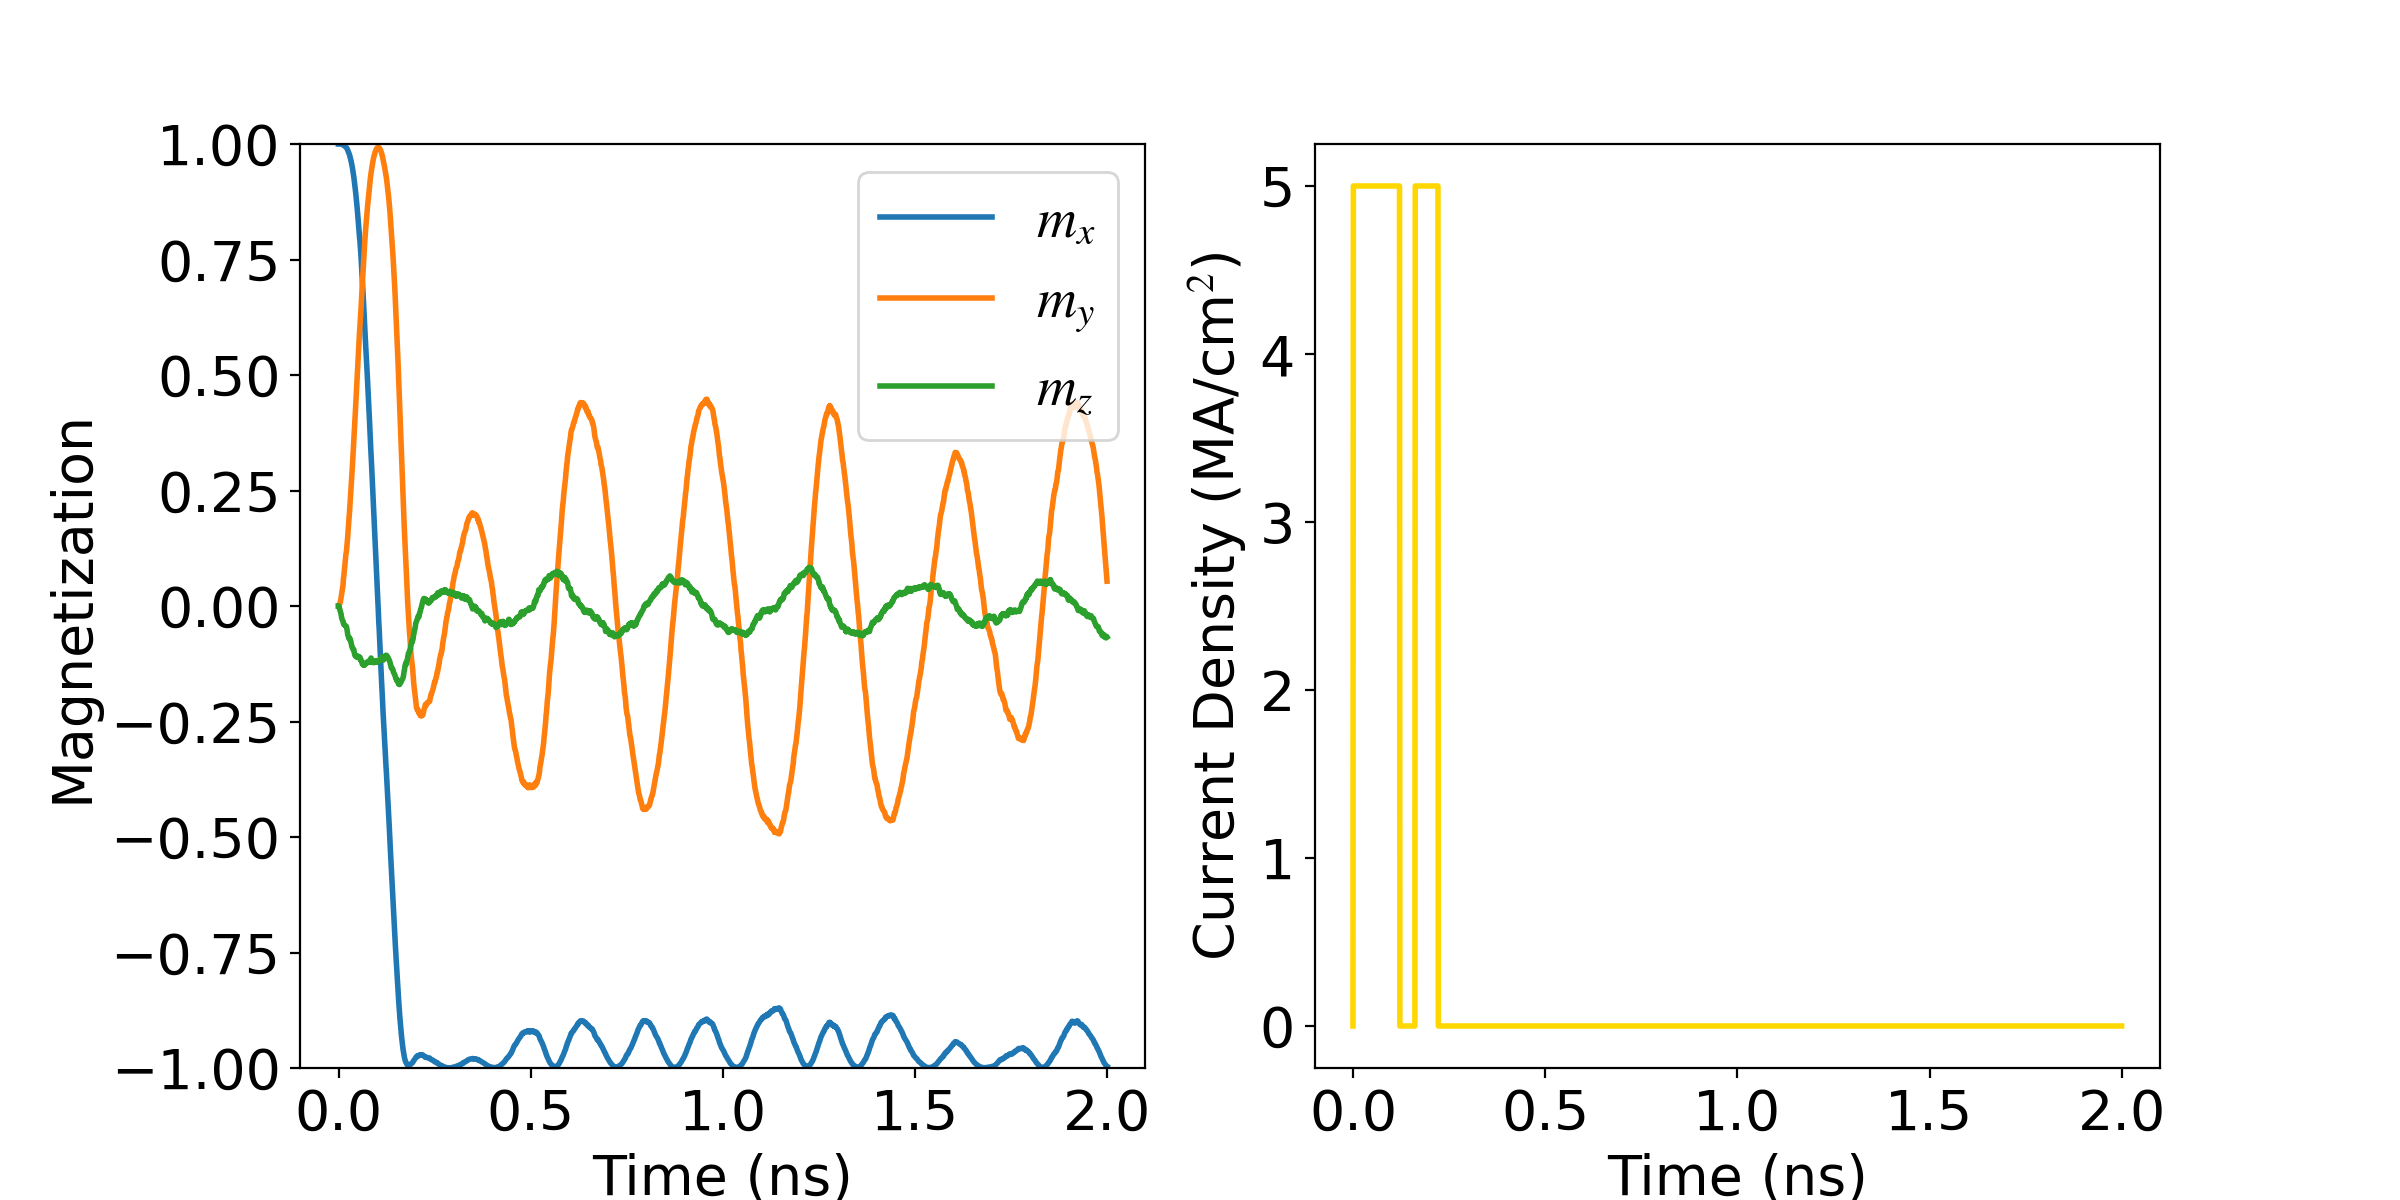 Magnetization
1.00
0.75
0.50
0.25
0.00
−0.25
−0.50
−0.75
−1.00
0.0 0.5 1.0 1.5 2.0
Time (ns)
m_x
m_y
m_z
Current Density (MA/cm²)
5
4
3
2
1
0
0.0 0.5 1.0 1.5 2.0
Time (ns)